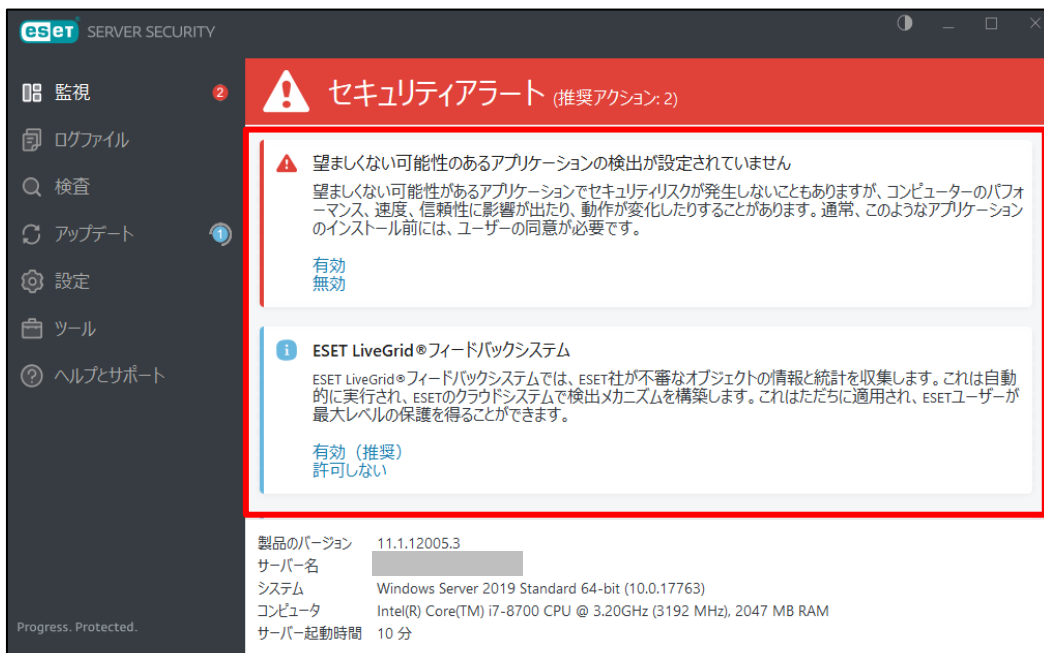 eset SERVER SECURITY
監視 2
ログファイル
検査
アップデート 1
設定
ツール
ヘルプとサポート
Progress. Protected.
セキュリティアラート (推奨アクション: 2)
望ましくない可能性のあるアプリケーションの検出が設定されていません
望ましくない可能性があるアプリケーションでセキュリティリスクが発生しないこともありますが、コンピューターのパフォ
ーマンス、速度、信頼性に影響が出たり、動作が変化したりすることがあります。通常、このようなアプリケーション
のインストール前には、ユーザーの同意が必要です。
有効
無効
ESET LiveGrid®フィードバックシステム
ESET LiveGrid®フィードバックシステムでは、ESET社が不審なオブジェクトの情報と統計を収集します。これは自動
的に実行され、ESETのクラウドシステムで検出メカニズムを構築します。これはただちに適用され、ESETユーザーが
最大レベルの保護を得ることができます。
有効（推奨）
許可しない
製品のバージョン 11.1.12005.3
サーバー名
システム Windows Server 2019 Standard 64-bit (10.0.17763)
コンピュータ Intel(R) Core(TM) i7-8700 CPU @ 3.20GHz (3192 MHz), 2047 MB RAM
サーバー起動時間 10 分